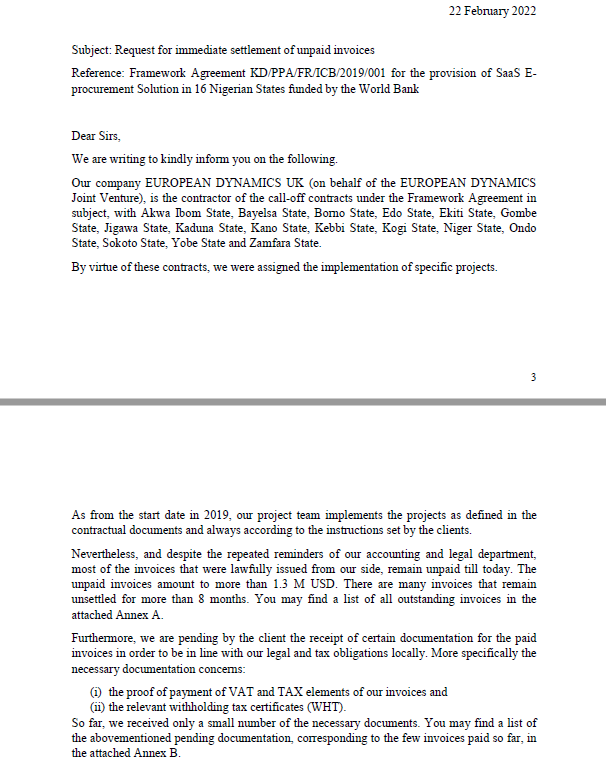 22 February 2022
Subject: Request for immediate settlement of unpaid invoices
Reference: Framework Agreement KD/PPA/FR/ICB/2019/001 for the provision of SaaS E-
procurement Solution in 16 Nigerian States funded by the World Bank
Dear Sirs,
We are writing to kindly inform you on the following.
Our company EUROPEAN DYNAMICS UK (on behalf of the EUROPEAN DYNAMICS
Joint Venture), is the contractor of the call-off contracts under the Framework Agreement in
subject, with Akwa Ibom State, Bayelsa State, Borno State, Edo State, Ekiti State, Gombe
State, Jigawa State, Kaduna State, Kano State, Kebbi State, Kogi State, Niger State, Ondo
State, Sokoto State, Yobe State and Zamfara State.
By virtue of these contracts, we were assigned the implementation of specific projects.
3
As from the start date in 2019, our project team implements the projects as defined in the
contractual documents and always according to the instructions set by the clients.
Nevertheless, and despite the repeated reminders of our accounting and legal department,
most of the invoices that were lawfully issued from our side, remain unpaid till today. The
unpaid invoices amount to more than 1.3 M USD. There are many invoices that remain
unsettled for more than 8 months. You may find a list of all outstanding invoices in the
attached Annex A.
Furthermore, we are pending by the client the receipt of certain documentation for the paid
invoices in order to be in line with our legal and tax obligations locally. More specifically the
necessary documentation concerns:
(i) the proof of payment of VAT and TAX elements of our invoices and
(ii) the relevant withholding tax certificates (WHT).
So far, we received only a small number of the necessary documents. You may find a list of
the abovementioned pending documentation, corresponding to the few invoices paid so far, in
the attached Annex B.